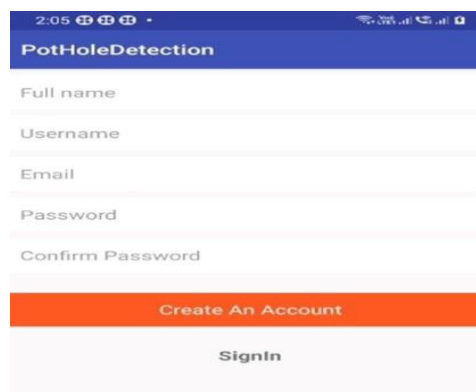 2:05
PotHoleDetection
Full name
Username
Email
Password
Confirm Password
Create An Account
SignIn